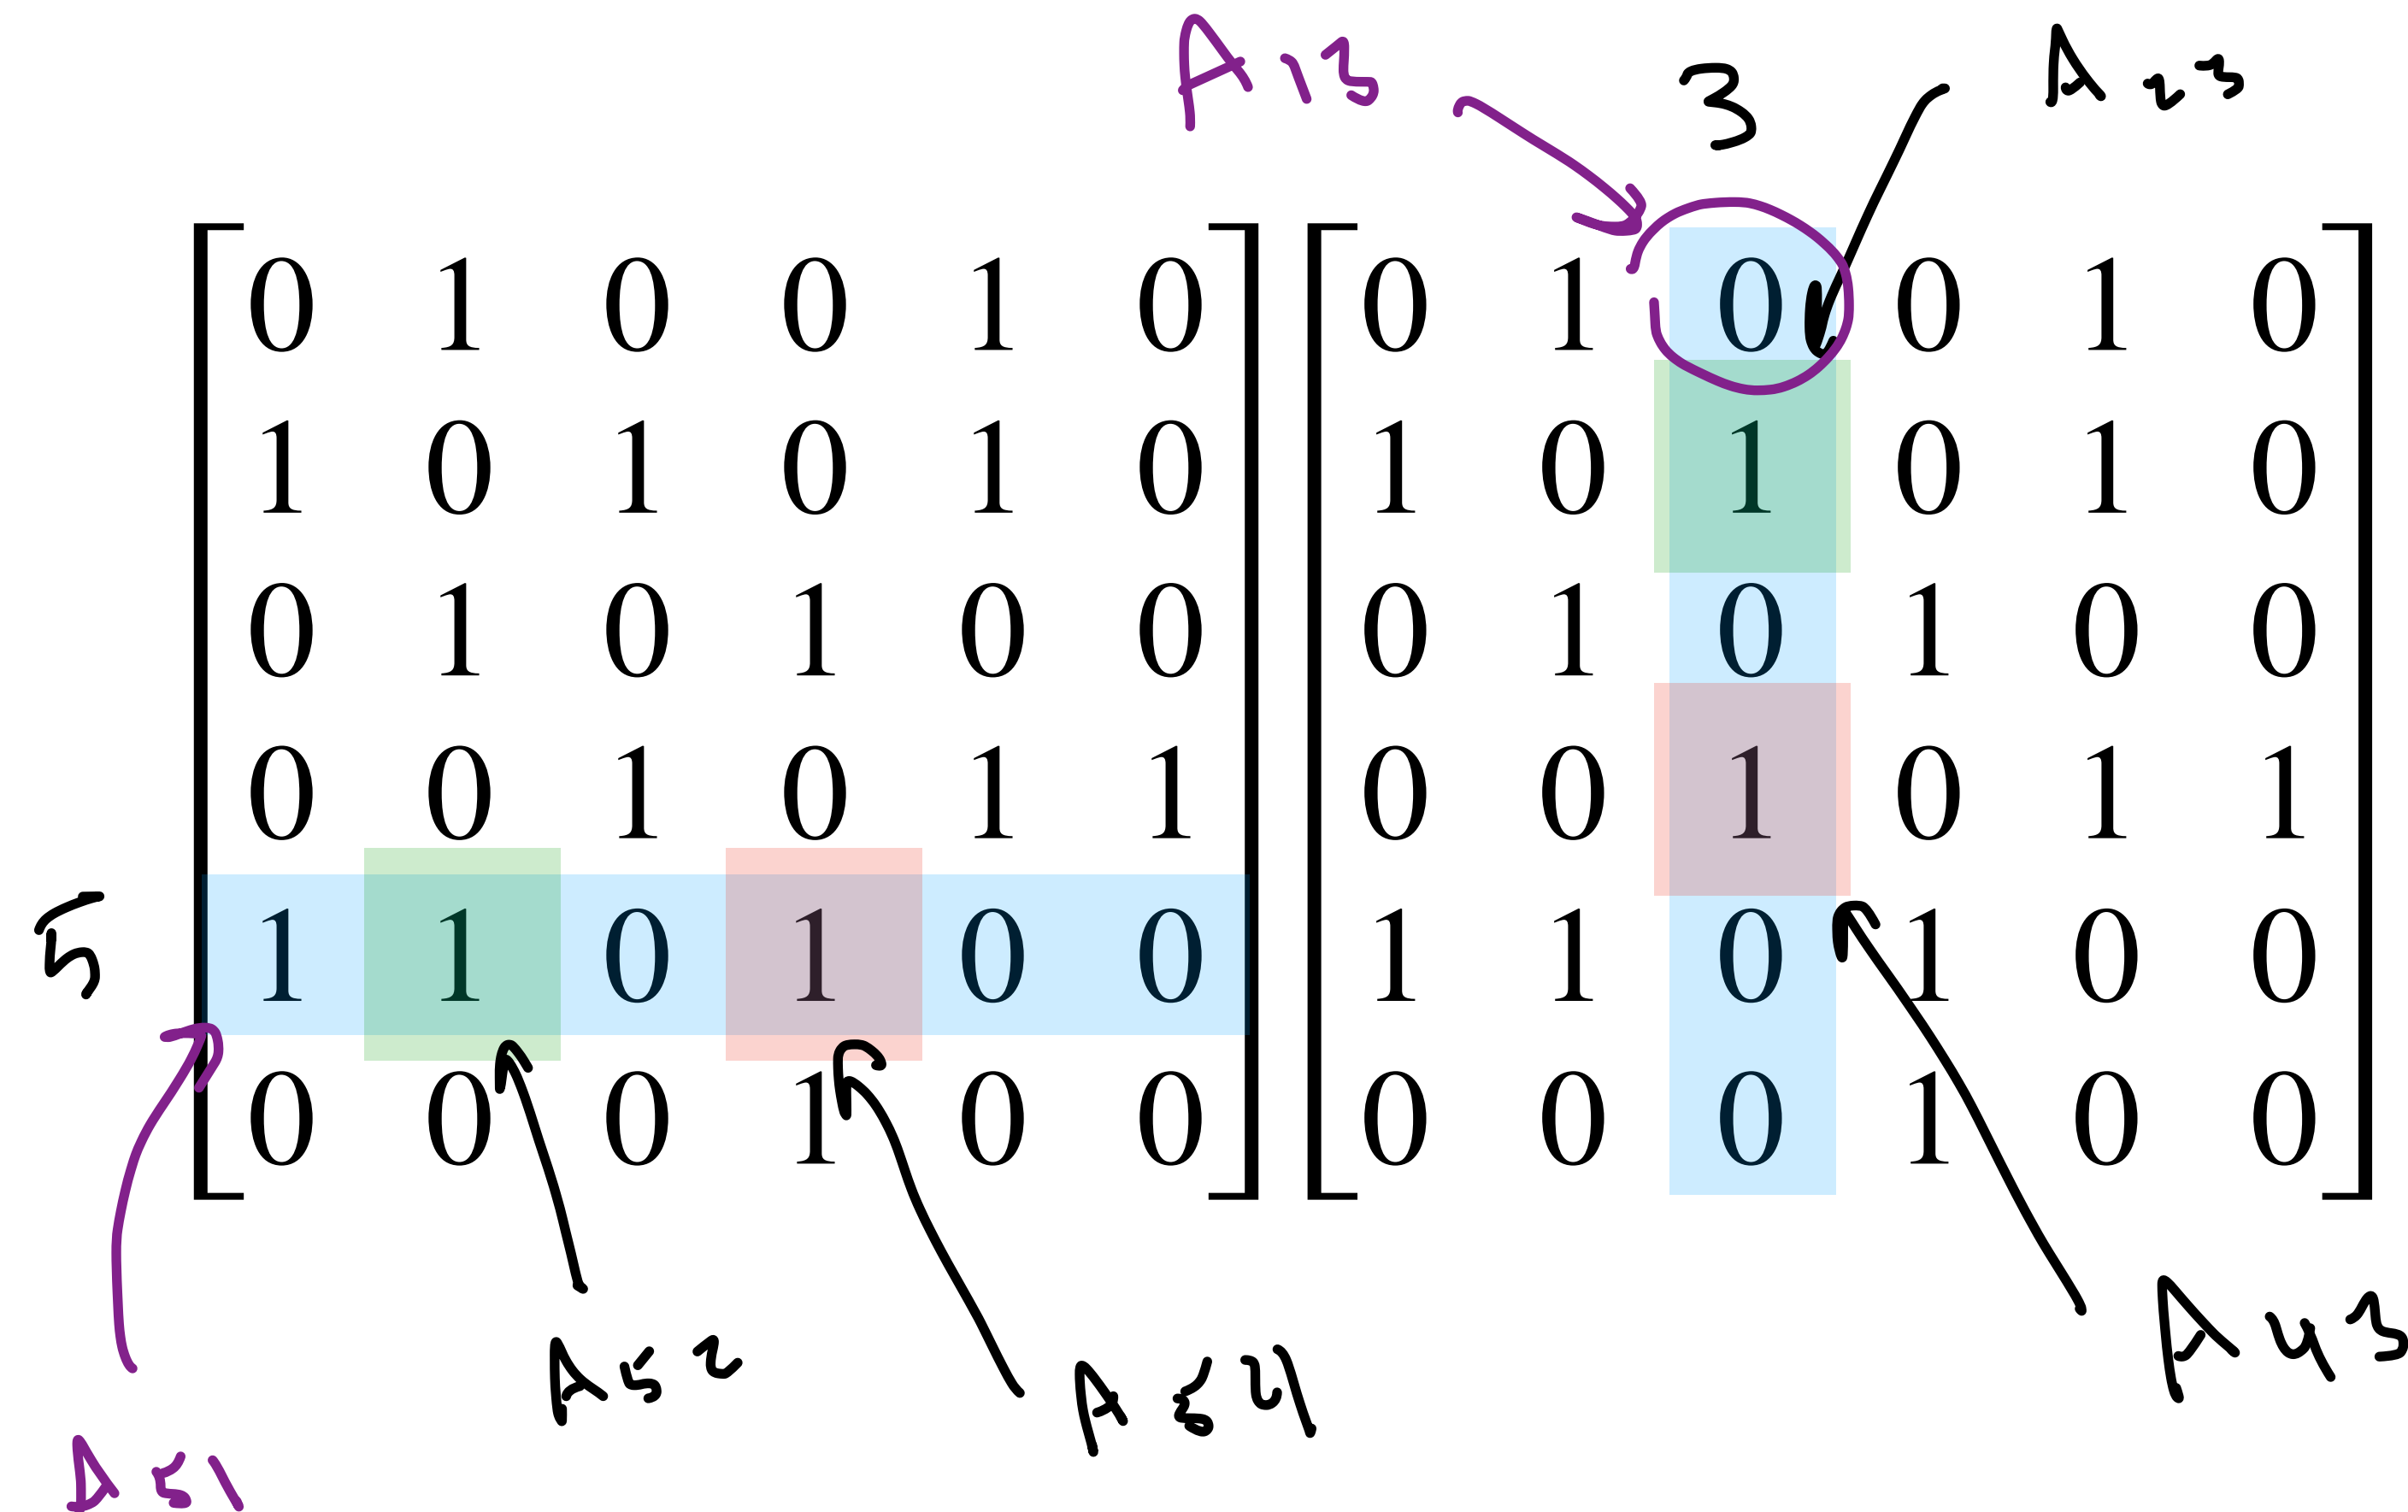 A13 3 A23
0 1 0 0 1 0 0 1 0 0 1 0
1 0 1 0 1 0 1 0 1 0 1 0
0 1 0 1 0 0 0 1 0 1 0 0
0 0 1 0 1 1 0 0 1 0 1 1
5 1 1 0 1 0 0 1 1 0 1 0 0
0 0 0 1 0 0 0 0 0 1 0 0
A51 A52 A54 A43